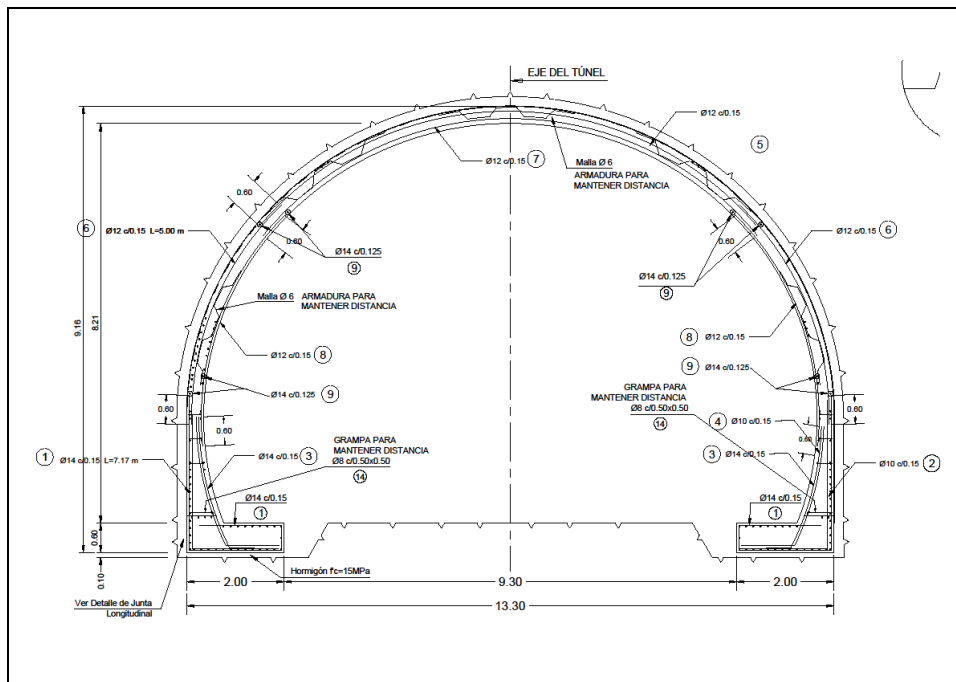 EJE DEL TÚNEL
Ø12 c/0.15
5
Ø12 c/0.15 7
Malla Ø 6
ARMADURA PARA
MANTENER DISTANCIA
0.60
6 Ø12 c/0.15 L=5.00 m
0.60
Ø14 c/0.125
9
0.60
Ø12 c/0.15 6
Ø14 c/0.125
9
Malla Ø 6 ARMADURA PARA
MANTENER DISTANCIA
9.16
8.21
Ø12 c/0.15 8
8 Ø12 c/0.15
9 Ø14 c/0.125
Ø14 c/0.125 9
GRAMPA PARA
MANTENER DISTANCIA
Ø8 c/0.50x0.50
14
0.60
0.60
0.60
4 Ø10 c/0.15
0.60
GRAMPA PARA
MANTENER DISTANCIA
Ø8 c/0.50x0.50
14
1 Ø14 c/0.15 L=7.17 m
Ø14 c/0.15 3
3 Ø14 c/0.15
Ø10 c/0.15 2
Ø14 c/0.15
1
Ø14 c/0.15
1
0.60
0.10
Hormigón f'c=15MPa
2.00
9.30
2.00
13.30
Ver Detalle de Junta
Longitudinal